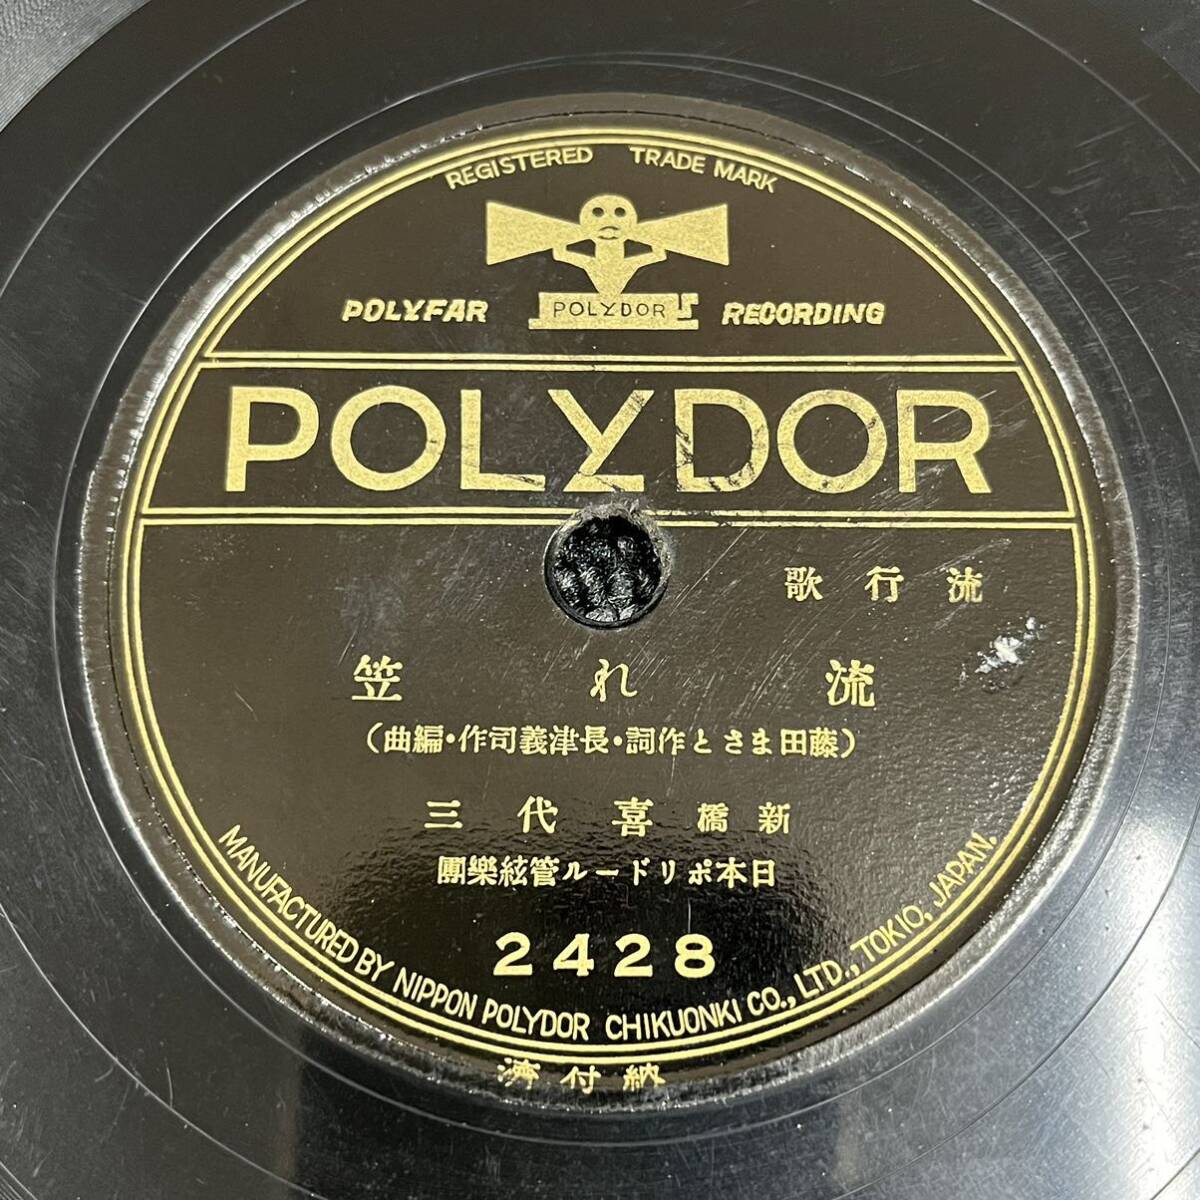 REGISTERED TRADE MARK
POLYFAR POLYDOR RECORDING
POLYDOR
流行歌
流れ笠
(藤田まさと作詞・長津義司作・編曲)
新橋喜代三
日本ポリドール管絃樂團
2428
MANUFACTURED BY NIPPON POLYDOR CHIKUONKI CO., LTD., TOKIO, JAPAN.
納付濟